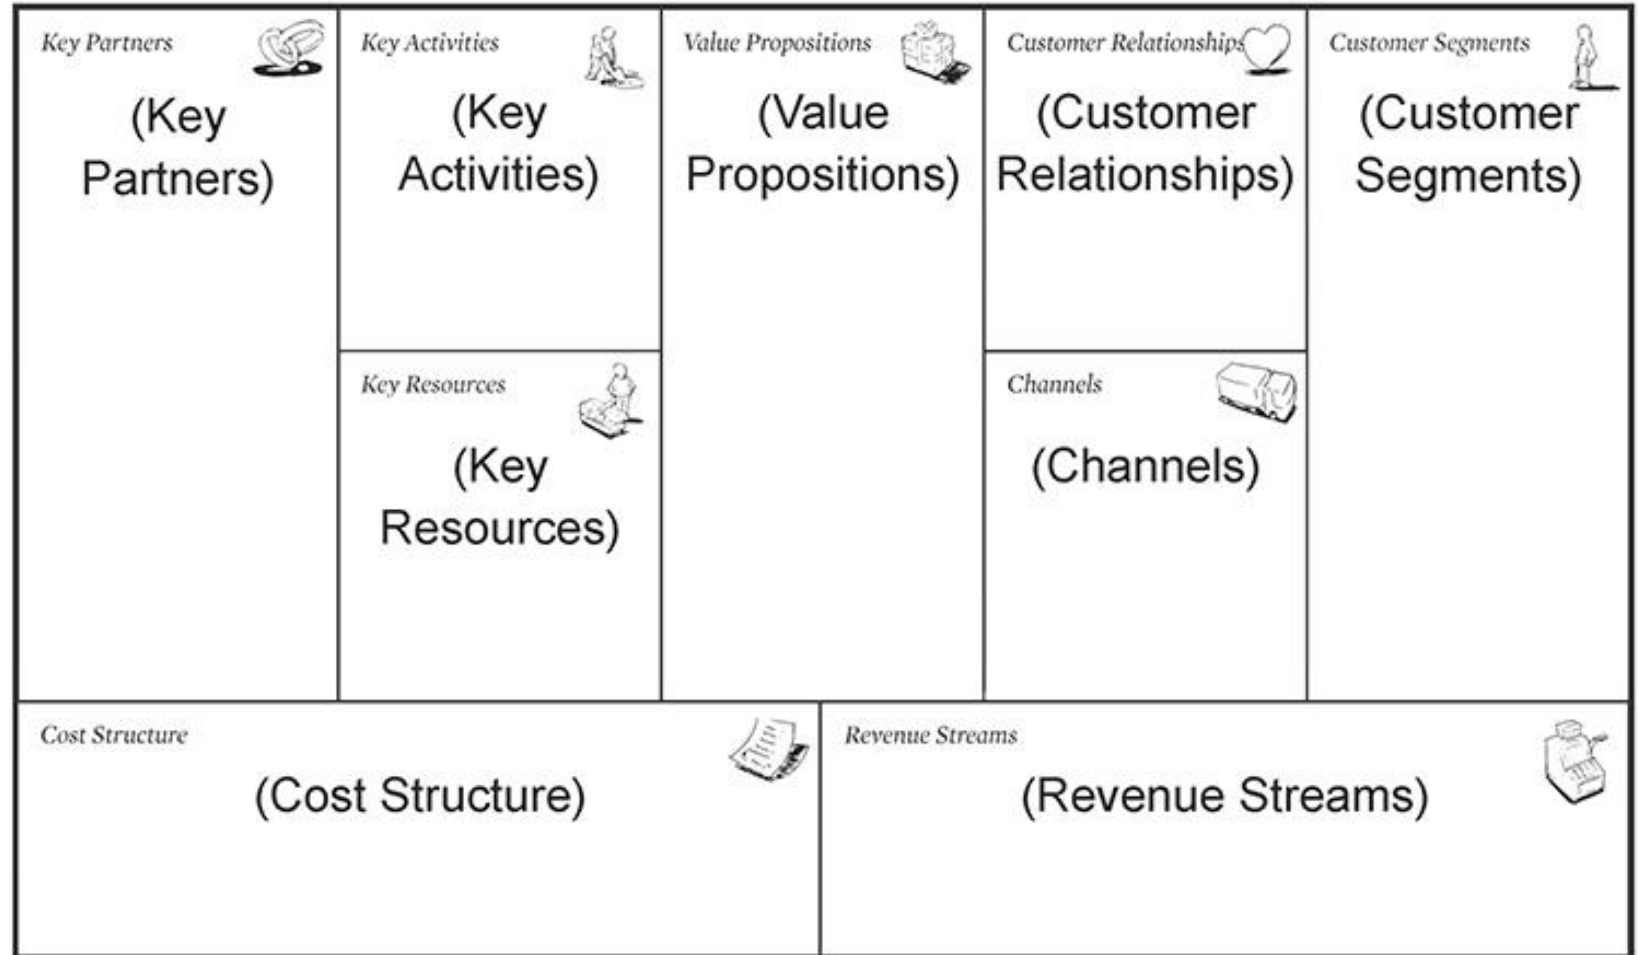 Key Partners
(Key
Partners)
Key Activities
(Key
Activities)
Key Resources
(Key
Resources)
Value Propositions
(Value
Propositions)
Customer Relationships
(Customer
Relationships)
Channels
(Channels)
Customer Segments
(Customer
Segments)
Cost Structure
(Cost Structure)
Revenue Streams
(Revenue Streams)